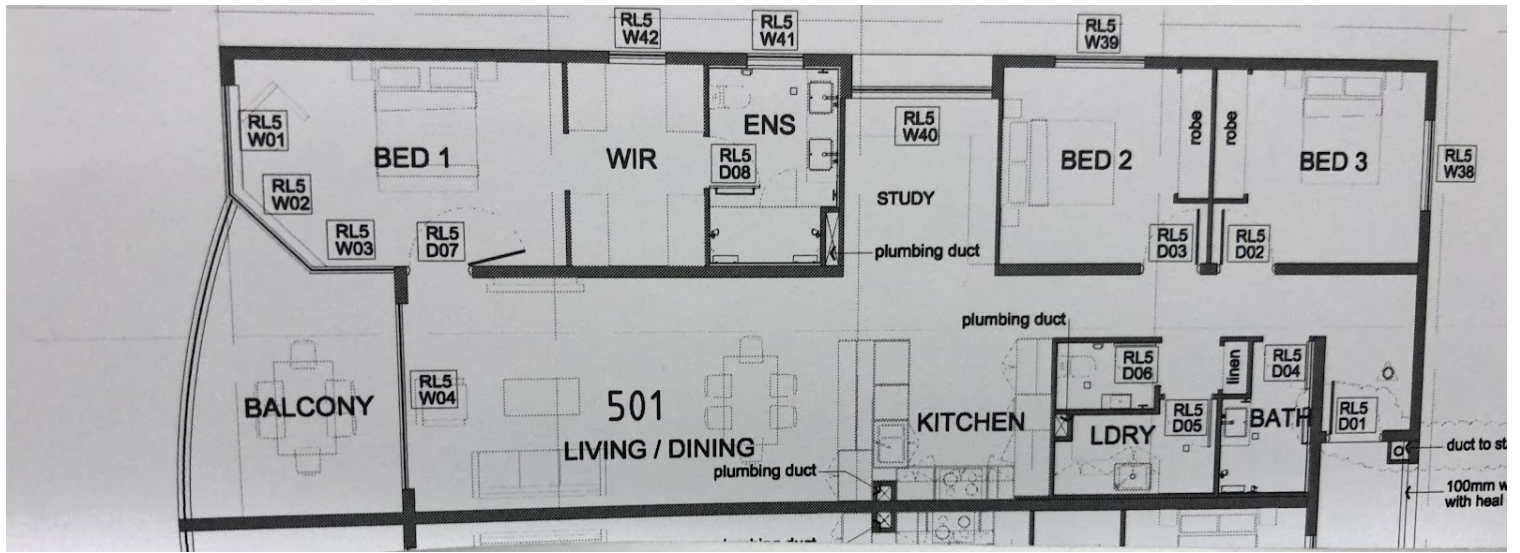 RL5
W42
RL5
W41
RL5
W39
RL5
W01
BED 1
WIR
ENS
RL5
D08
RL5
W40
BED 2
robe
robe
BED 3
RL5
W38
RL5
W02
STUDY
RL5
W03
RL5
D07
plumbing duct
RL5
D03
RL5
D02
plumbing duct
RL5
D06
linen
RL5
D04
RL5
W04
BALCONY
501
LIVING / DINING
KITCHEN
LDRY
RL5
D05
BATH
RL5
D01
plumbing duct
duct to st
100mm w
with heal